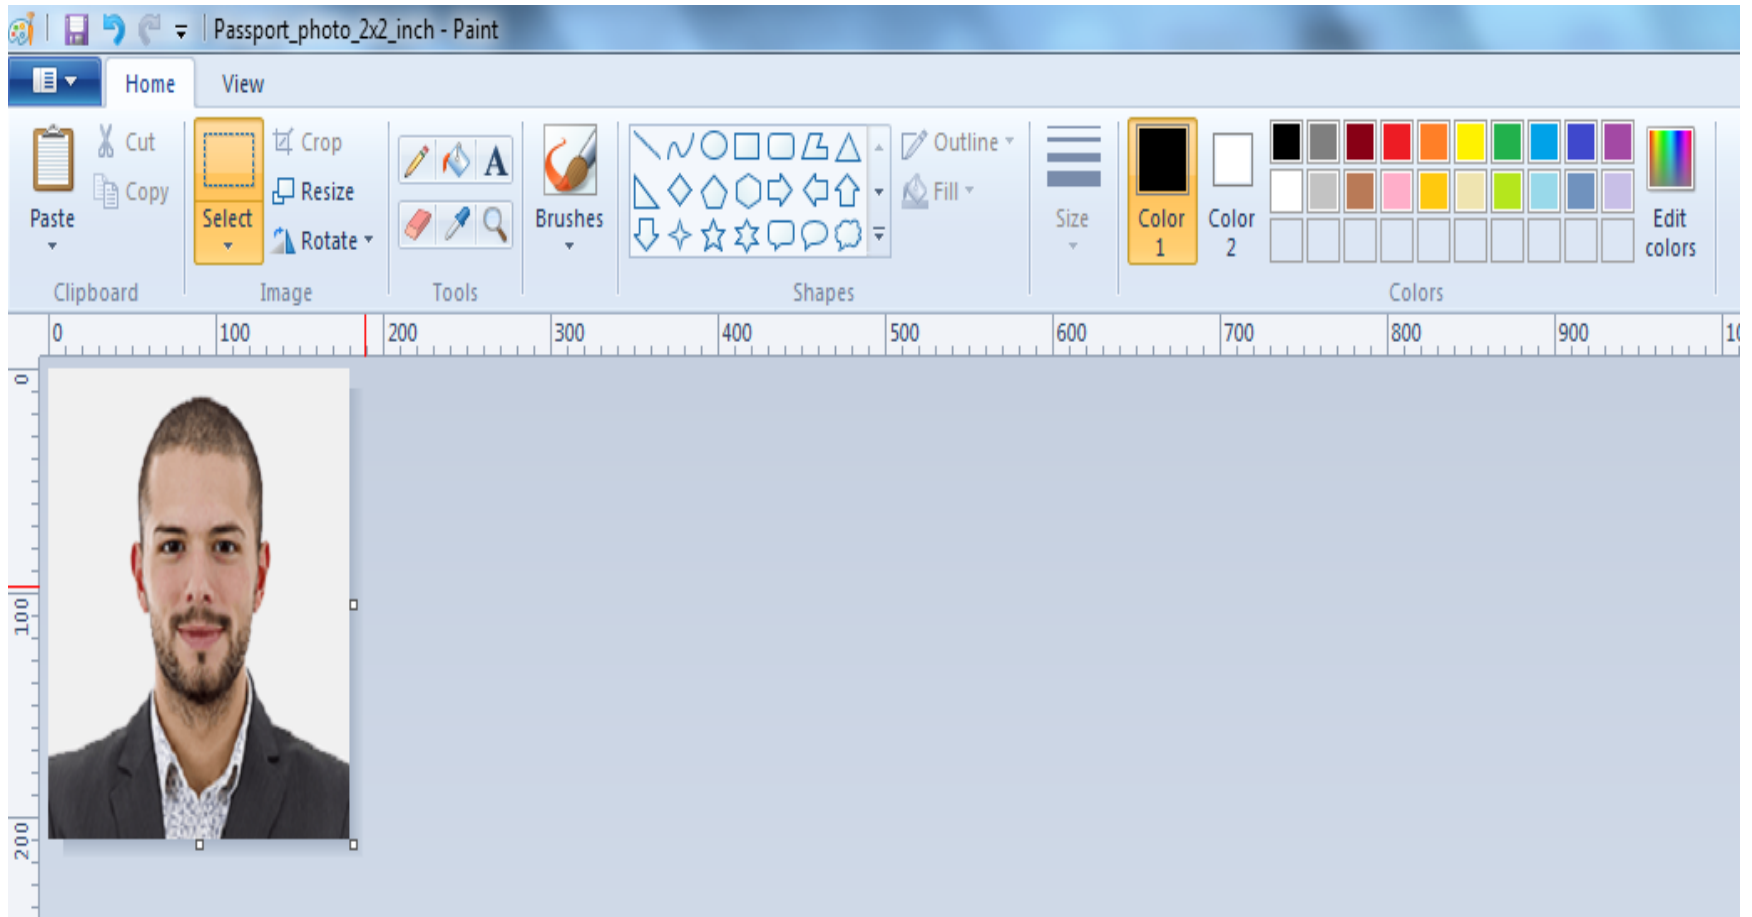 Passport_photo_2x2_inch - Paint
Home View
Cut
Copy
Paste
Clipboard
Select
Crop
Resize
Rotate
Image
A
Tools
Brushes
Shapes
Outline
Fill
Size
Color 1
Color 2
Edit colors
Colors
0 100 200 300 400 500 600 700 800 900
0
100
200